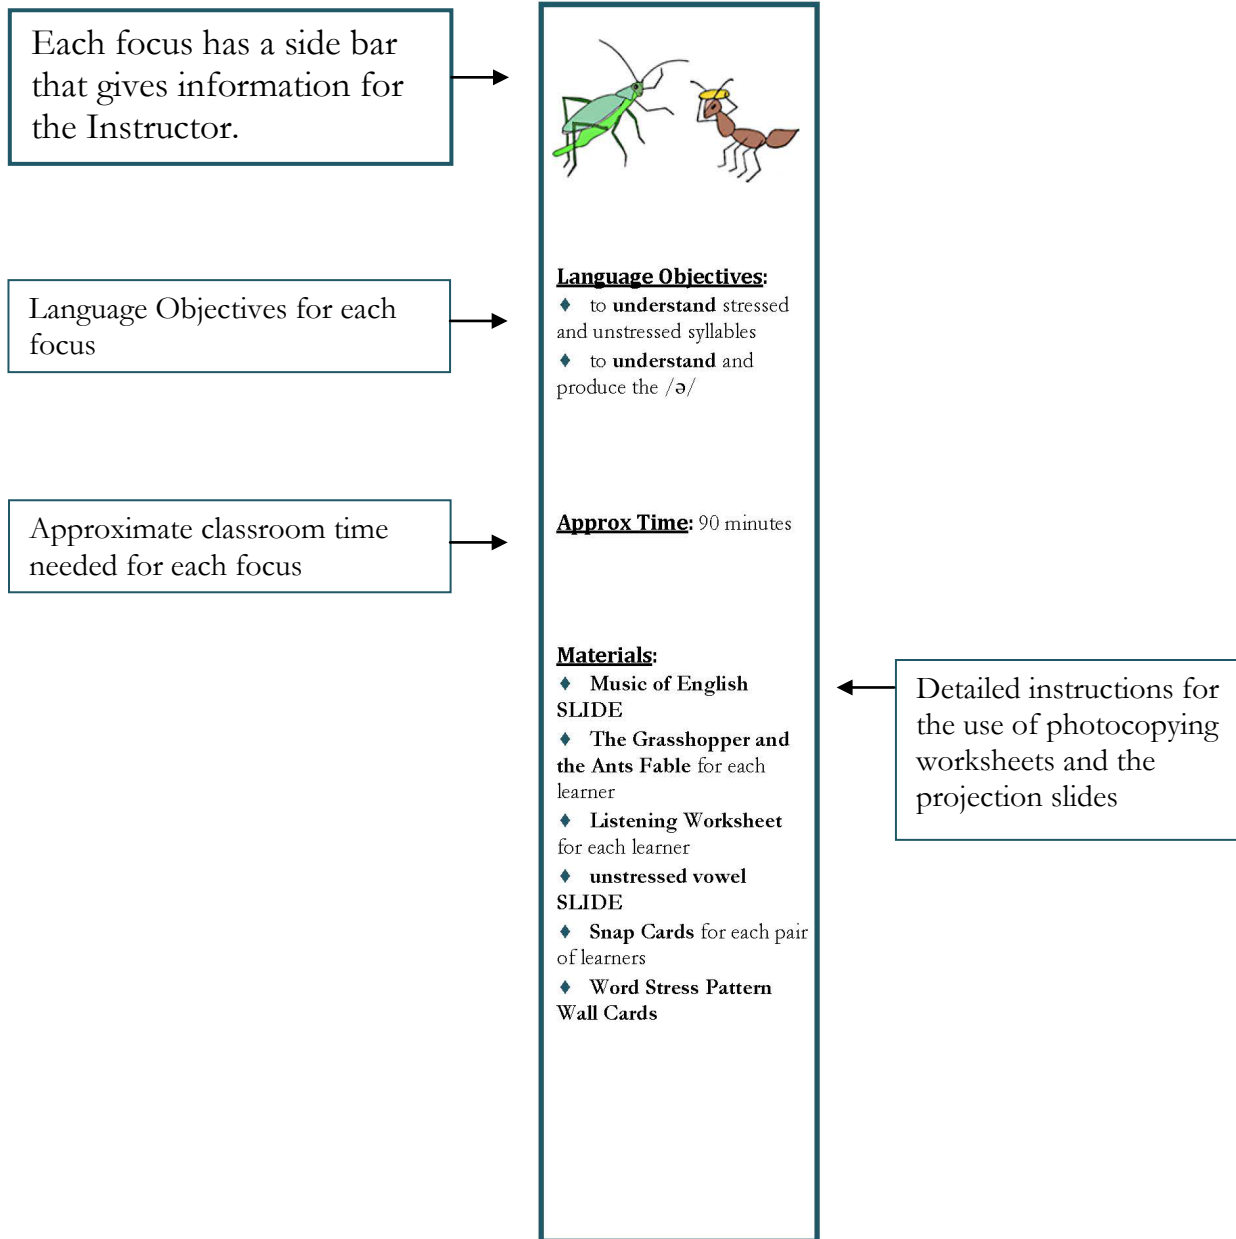 Each focus has a side bar
that gives information for
the Instructor.
Language Objectives for each
focus
Approximate classroom time
needed for each focus
Language Objectives:
♦ to understand stressed
and unstressed syllables
♦ to understand and
produce the /ə/
Approx Time: 90 minutes
Materials:
♦ Music of English
SLIDE
♦ The Grasshopper and
the Ants Fable for each
learner
♦ Listening Worksheet
for each learner
♦ unstressed vowel
SLIDE
♦ Snap Cards for each pair
of learners
♦ Word Stress Pattern
Wall Cards
Detailed instructions for
the use of photocopying
worksheets and the
projection slides